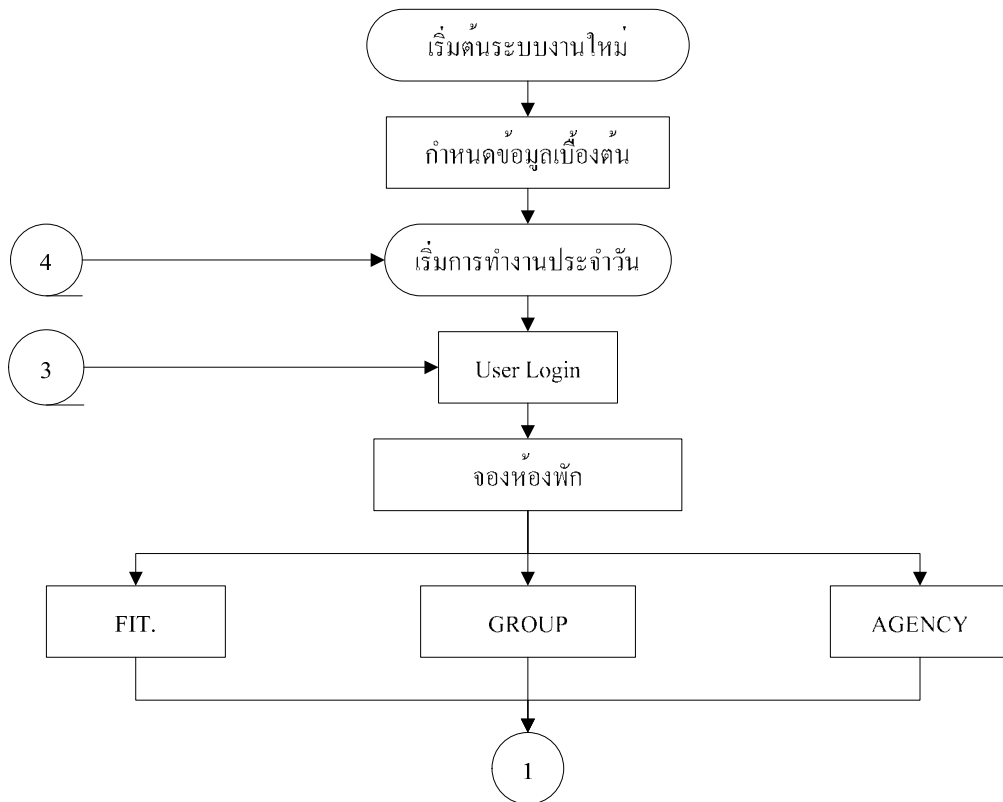 เริ่มต้นระบบงานใหม่
กำหนดข้อมูลเบื้องต้น
4
เริ่มการทำงานประจำวัน
3
User Login
จองห้องพัก
FIT.
GROUP
AGENCY
1